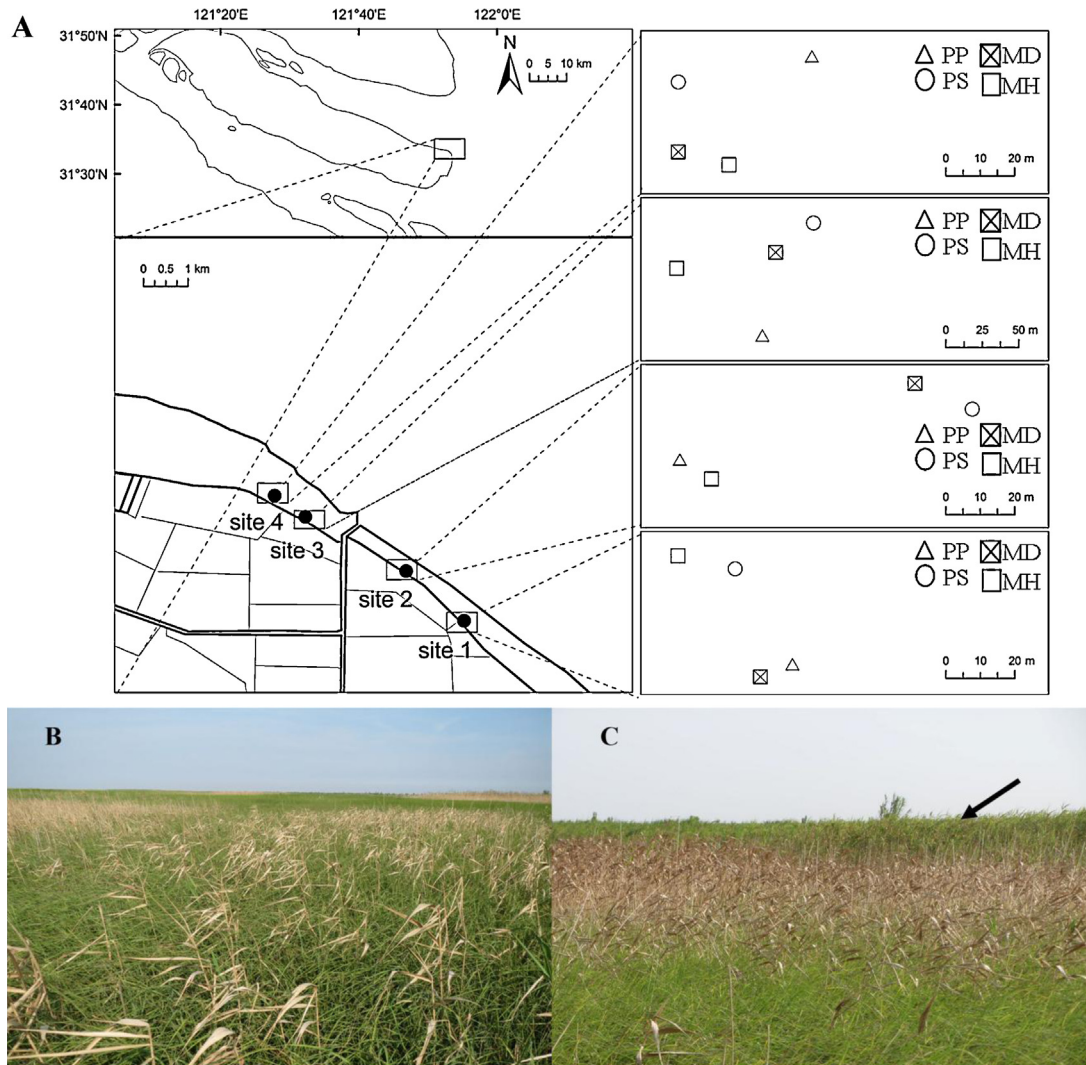 A
121°20'E 121°40'E 122°0'E
31°50'N
31°40'N
31°30'N
N
0 5 10 km
0 0.5 1 km
site 4
site 3
site 2
site 1
PP MD
PS MH
0 10 20 m
PP MD
PS MH
0 25 50 m
PP MD
PS MH
0 10 20 m
PP MD
PS MH
0 10 20 m
B
C